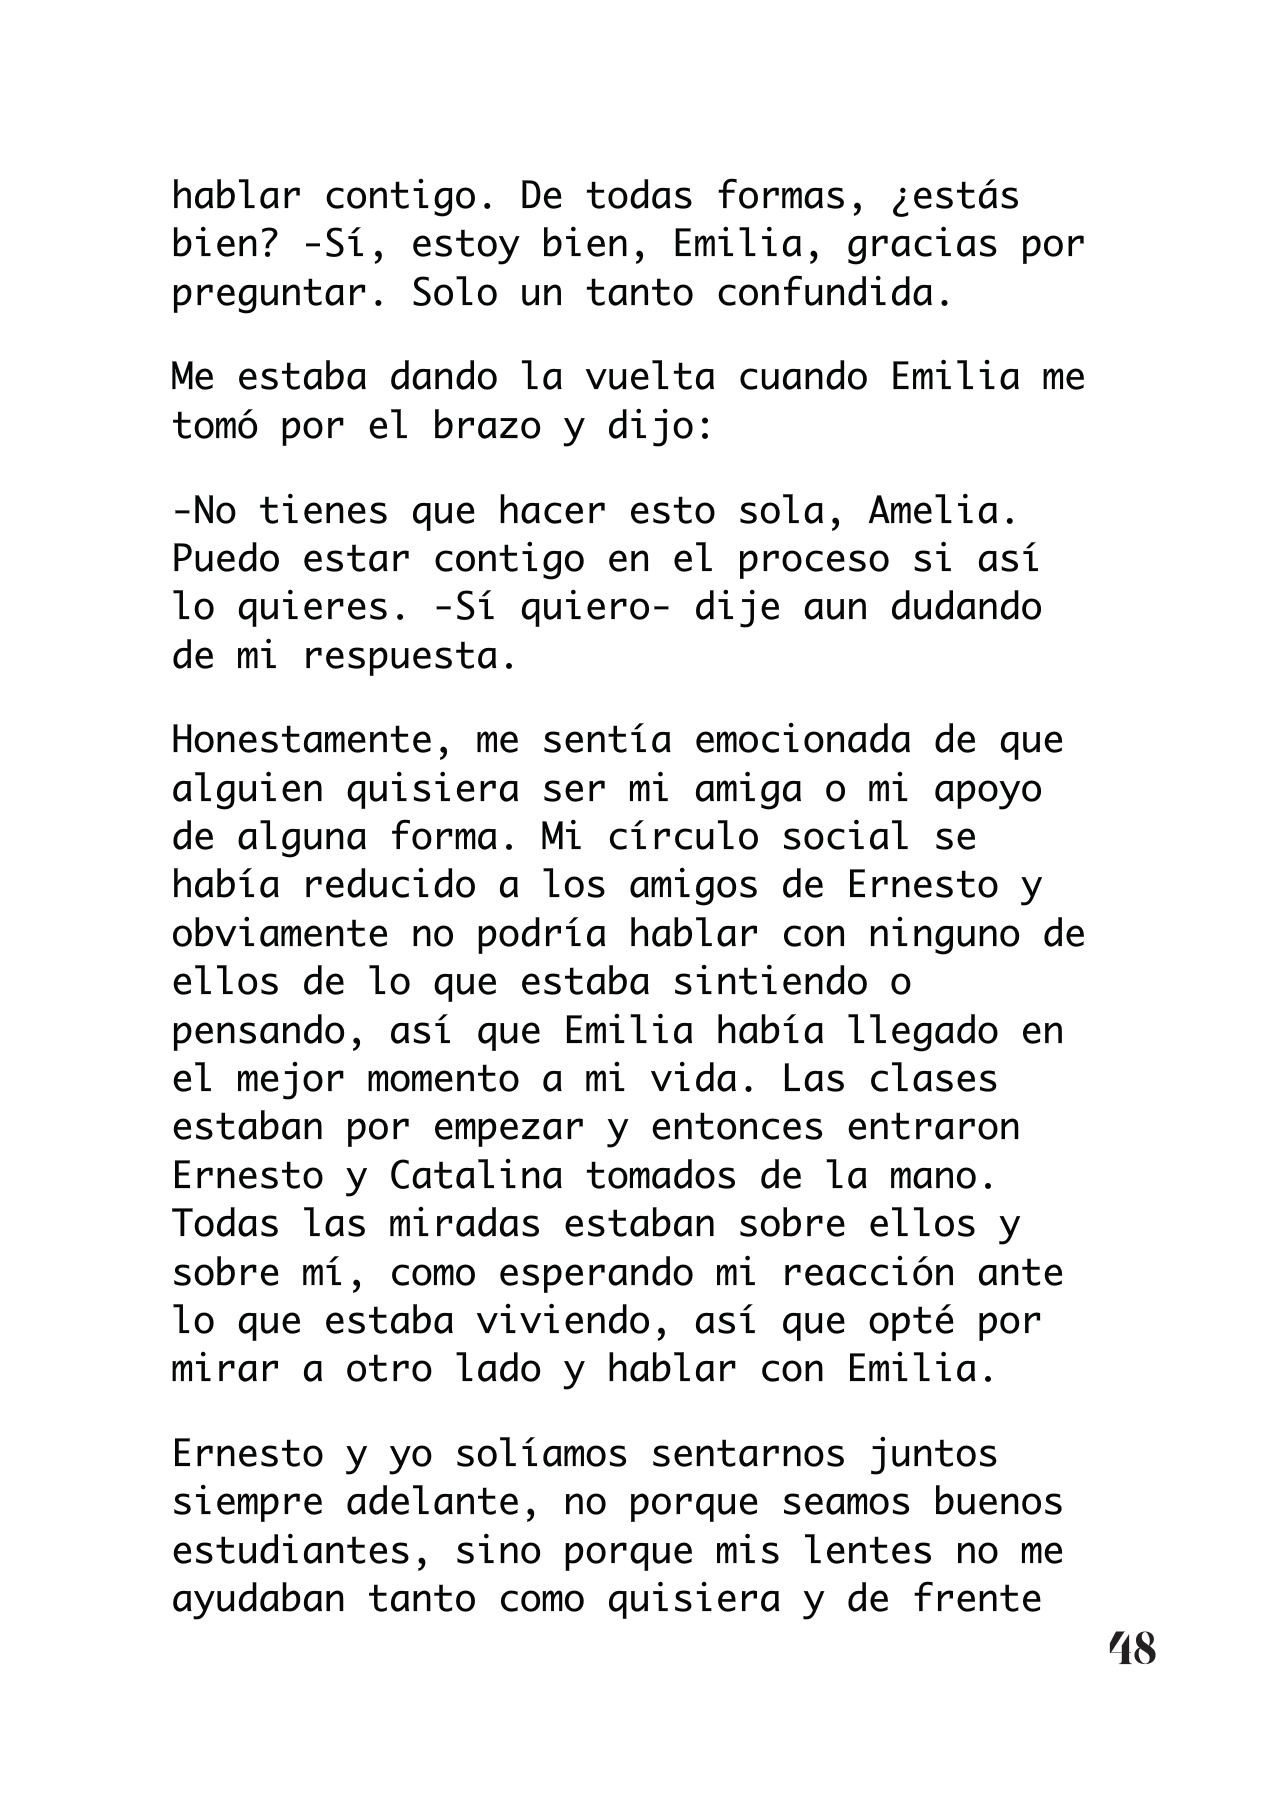 hablar contigo. De todas formas, ¿estás
bien? -Sí, estoy bien, Emilia, gracias por
preguntar. Solo un tanto confundida.
Me estaba dando la vuelta cuando Emilia me
tomó por el brazo y dijo:
-No tienes que hacer esto sola, Amelia.
Puedo estar contigo en el proceso si así
lo quieres. -Sí quiero- dije aun dudando
de mi respuesta.
Honestamente, me sentía emocionada de que
alguien quisiera ser mi amiga o mi apoyo
de alguna forma. Mi círculo social se
había reducido a los amigos de Ernesto y
obviamente no podría hablar con ninguno de
ellos de lo que estaba sintiendo o
pensando, así que Emilia había llegado en
el mejor momento a mi vida. Las clases
estaban por empezar y entonces entraron
Ernesto y Catalina tomados de la mano.
Todas las miradas estaban sobre ellos y
sobre mí, como esperando mi reacción ante
lo que estaba viviendo, así que opté por
mirar a otro lado y hablar con Emilia.
Ernesto y yo solíamos sentarnos juntos
siempre adelante, no porque seamos buenos
estudiantes, sino porque mis lentes no me
ayudaban tanto como quisiera y de frente
48